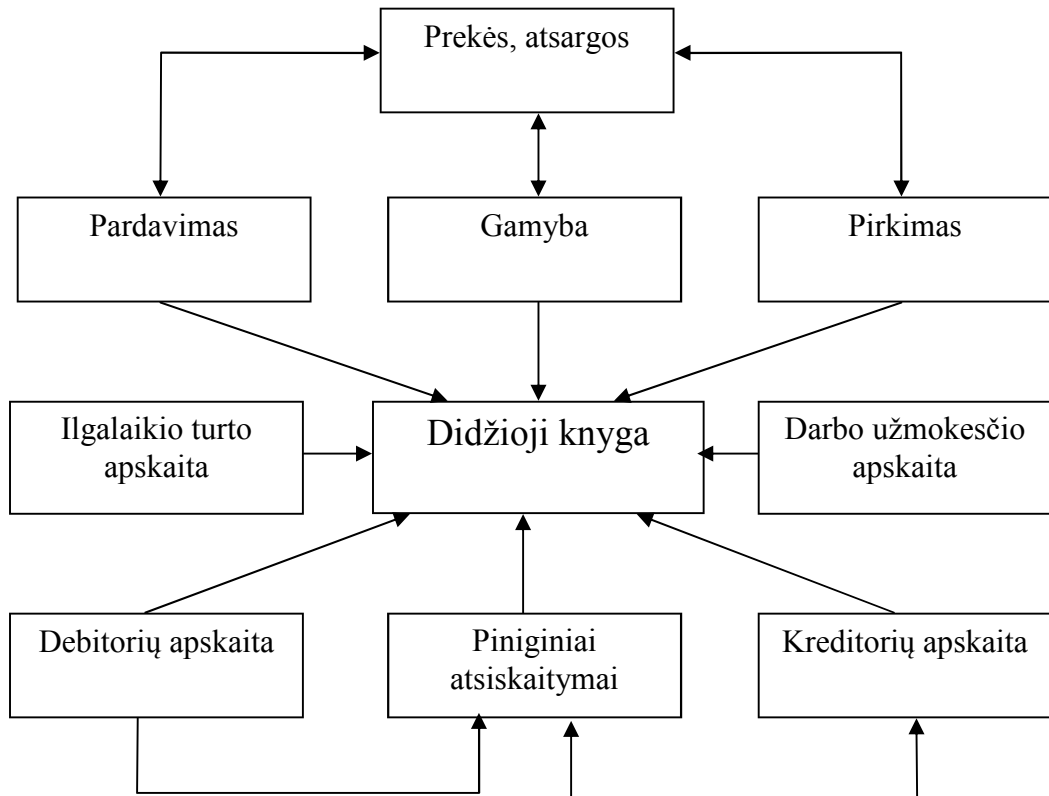 Prekės, atsargos
Pardavimas
Gamyba
Pirkimas
Ilgalaikio turto
apskaita
Didžioji knyga
Darbo užmokesčio
apskaita
Debitorių apskaita
Piniginiai
atsiskaitymai
Kreditorių apskaita